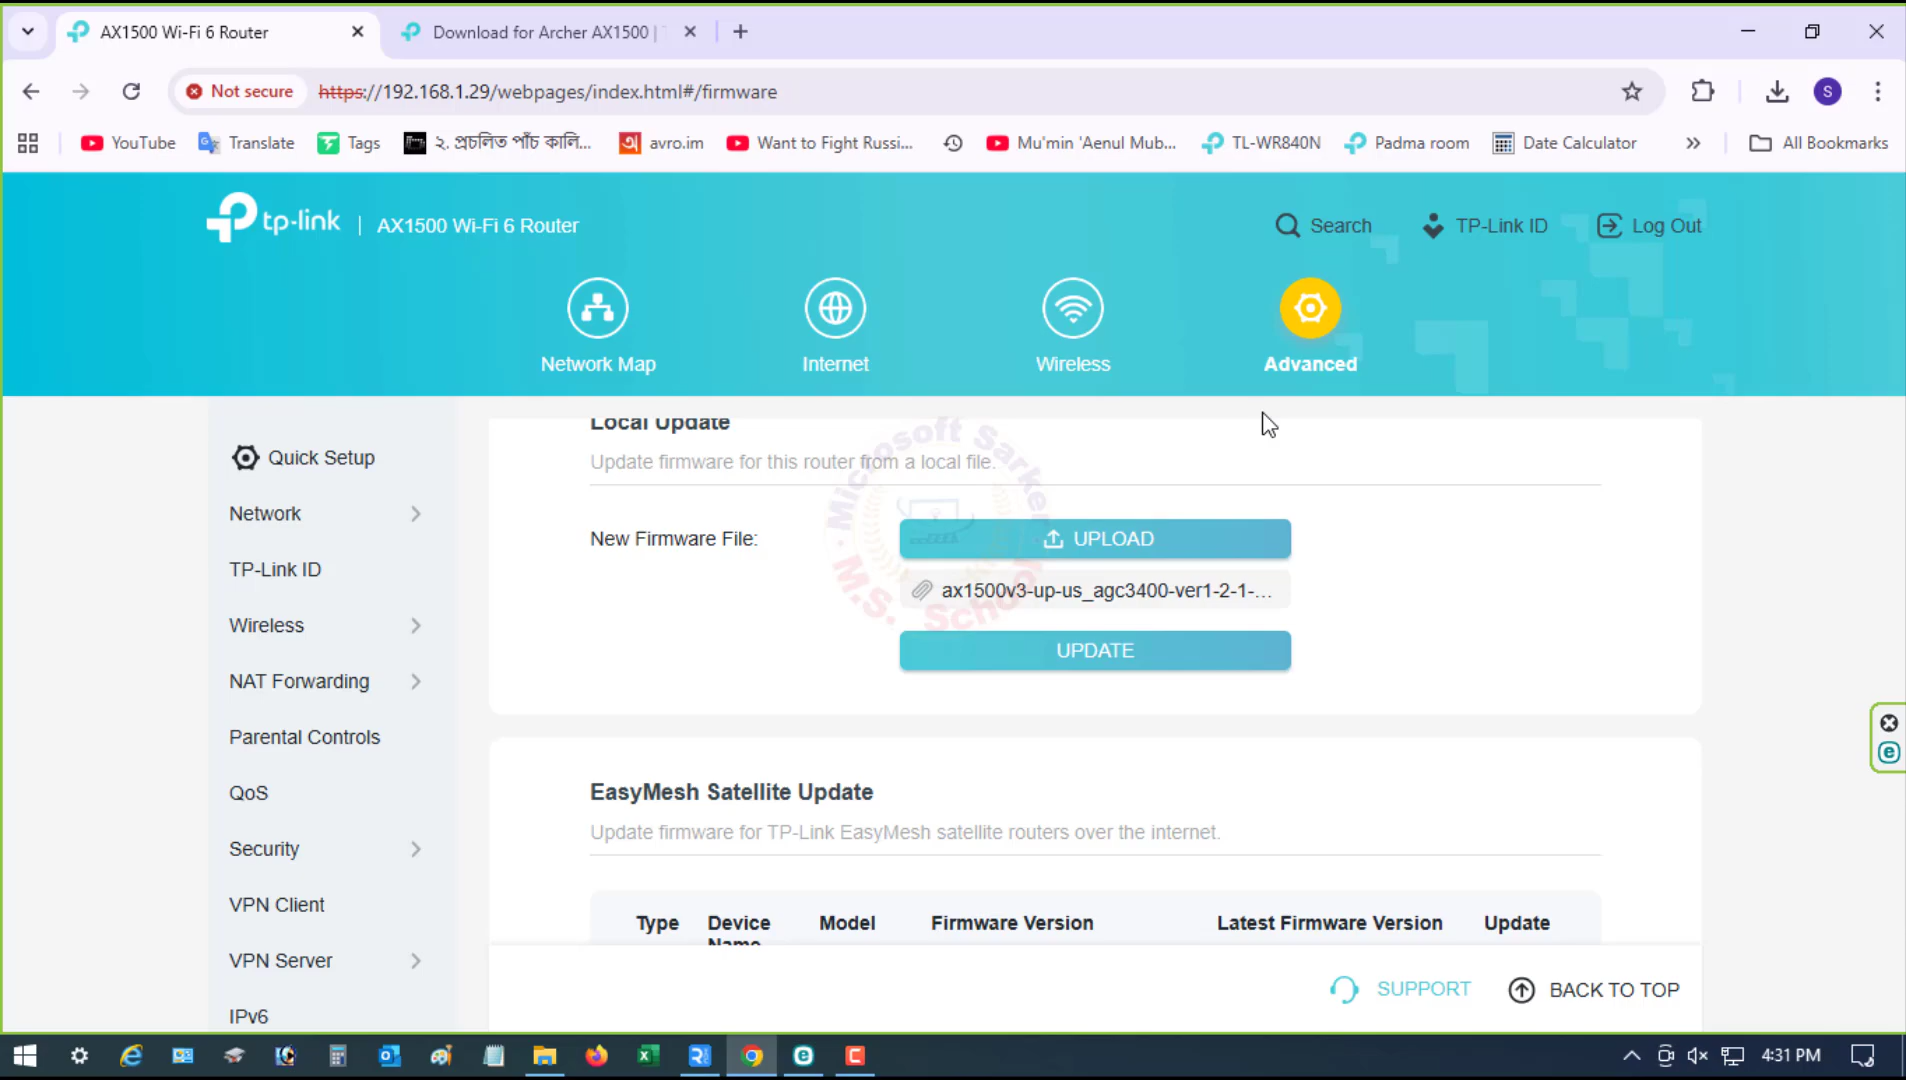 AX1500 Wi-Fi 6 Router
Download for Archer AX1500 |
Not secure https://192.168.1.29/webpages/index.html#/firmware
S
YouTube Translate Tags ২. প্রচলিত পাঁচ কালি... avro.im Want to Fight Russi... Mu'min 'Aenul Mub... TL-WR840N Padma room Date Calculator All Bookmarks
tp-link | AX1500 Wi-Fi 6 Router
Search TP-Link ID Log Out
Network Map Internet Wireless Advanced
Quick Setup
Network
TP-Link ID
Wireless
NAT Forwarding
Parental Controls
QoS
Security
VPN Client
VPN Server
IPv6
Local Update
Update firmware for this router from a local file.
New Firmware File: UPLOAD
ax1500v3-up-us_agc3400-ver1-2-1-...
UPDATE
Microsoft Sarker
M.S. School
EasyMesh Satellite Update
Update firmware for TP-Link EasyMesh satellite routers over the internet.
Type Device Name Model Firmware Version Latest Firmware Version Update
SUPPORT BACK TO TOP
4:31 PM